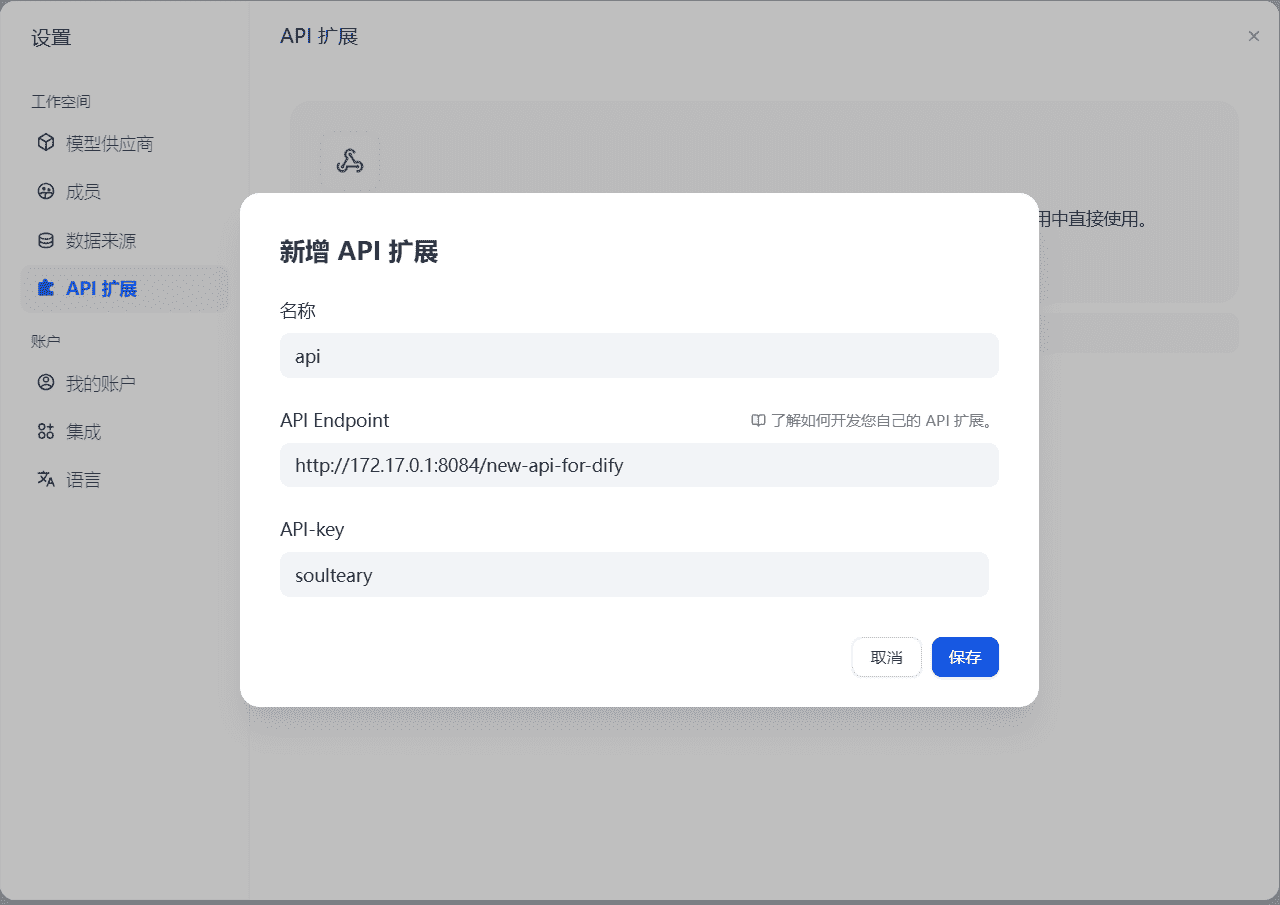 设置
API 扩展
工作空间
模型供应商
成员
数据来源
API 扩展
账户
我的账户
集成
语言
用中直接使用。
新增 API 扩展
名称
api
API Endpoint
了解如何开发您自己的 API 扩展。
http://172.17.0.1:8084/new-api-for-dify
API-key
soulteary
取消
保存